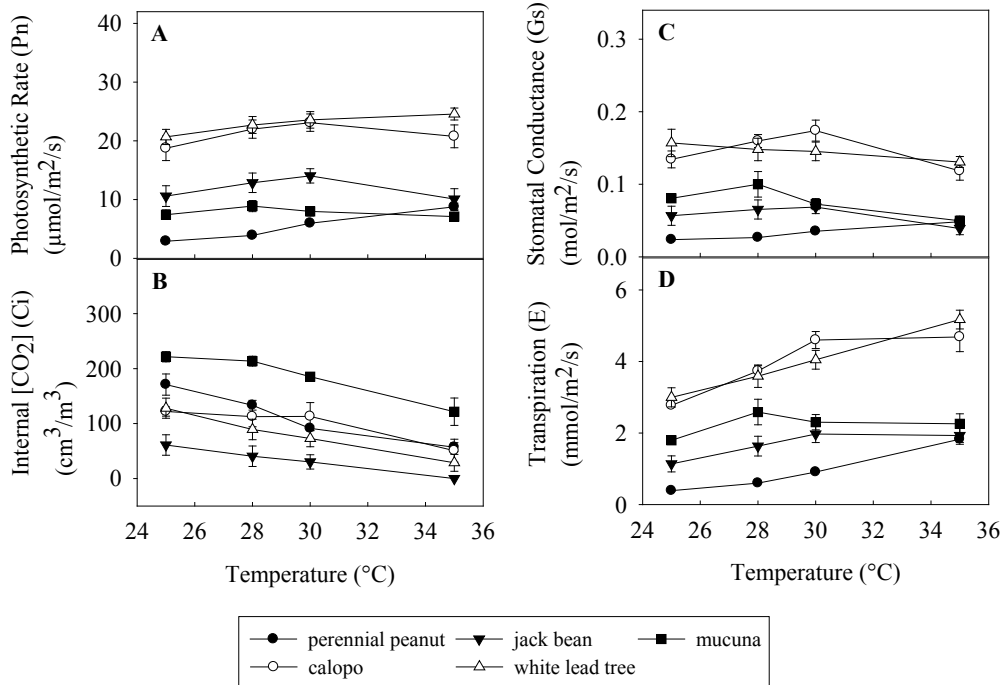 A
Photosynthetic Rate (Pn)
(μmol/m²/s)
40
30
20
10
0
B
Internal [CO₂] (Ci)
(cm³/m³)
300
200
100
0
24 26 28 30 32 34 36
Temperature (°C)
C
Stomatal Conductance (Gs)
(mol/m²/s)
0.3
0.2
0.1
0.0
D
Transpiration (E)
(mmol/m²/s)
6
4
2
0
24 26 28 30 32 34 36
Temperature (°C)
perennial peanut jack bean mucuna
calopo white lead tree